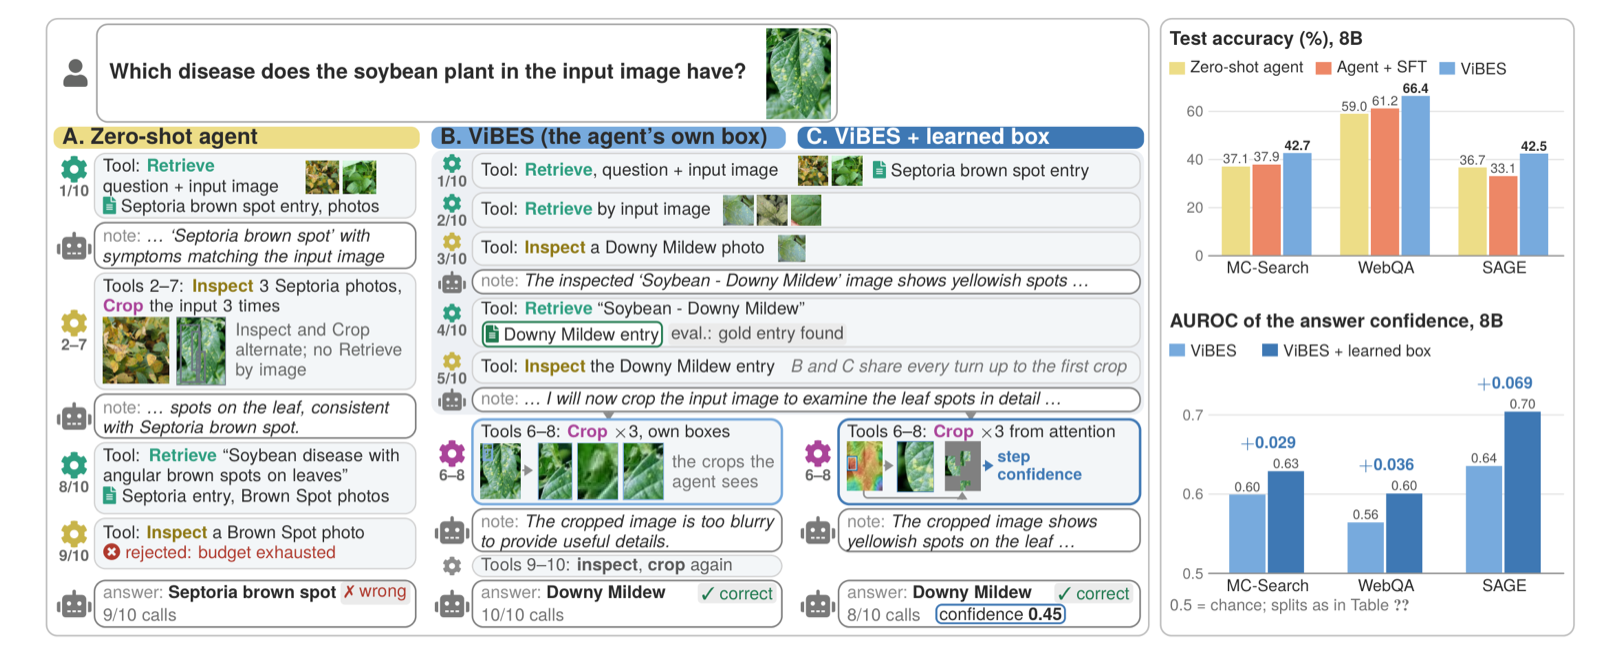 Which disease does the soybean plant in the input image have?
A. Zero-shot agent
1/10
Tool: Retrieve
question + input image
Septoria brown spot entry, photos
note: … ‘Septoria brown spot’ with
symptoms matching the input image
2–7
Tools 2–7: Inspect 3 Septoria photos,
Crop the input 3 times
Inspect and Crop
alternate; no Retrieve
by image
note: … spots on the leaf, consistent
with Septoria brown spot.
8/10
Tool: Retrieve “Soybean disease with
angular brown spots on leaves”
Septoria entry, Brown Spot photos
9/10
Tool: Inspect a Brown Spot photo
rejected: budget exhausted
answer: Septoria brown spot ✗ wrong
9/10 calls
B. ViBES (the agent’s own box)
C. ViBES + learned box
1/10
Tool: Retrieve, question + input image
Septoria brown spot entry
2/10
Tool: Retrieve by input image
3/10
Tool: Inspect a Downy Mildew photo
note: The inspected ‘Soybean - Downy Mildew’ image shows yellowish spots …
4/10
Tool: Retrieve “Soybean - Downy Mildew”
Downy Mildew entry eval.: gold entry found
5/10
Tool: Inspect the Downy Mildew entry B and C share every turn up to the first crop
note: … I will now crop the input image to examine the leaf spots in detail …
6–8
Tools 6–8: Crop ×3, own boxes
the crops the
agent sees
note: The cropped image is too blurry
to provide useful details.
Tools 9–10: inspect, crop again
answer: Downy Mildew ✓ correct
10/10 calls
6–8
Tools 6–8: Crop ×3 from attention
step
confidence
note: The cropped image shows
yellowish spots on the leaf …
answer: Downy Mildew ✓ correct
8/10 calls confidence 0.45
Test accuracy (%), 8B
Zero-shot agent Agent + SFT ViBES
60
40
20
0
37.1 37.9 42.7
59.0 61.2 66.4
36.7 33.1 42.5
MC-Search WebQA SAGE
AUROC of the answer confidence, 8B
ViBES ViBES + learned box
0.7
0.6
0.5
+0.029
0.60 0.63
+0.036
0.56 0.60
+0.069
0.64 0.70
MC-Search WebQA SAGE
0.5 = chance; splits as in Table ??